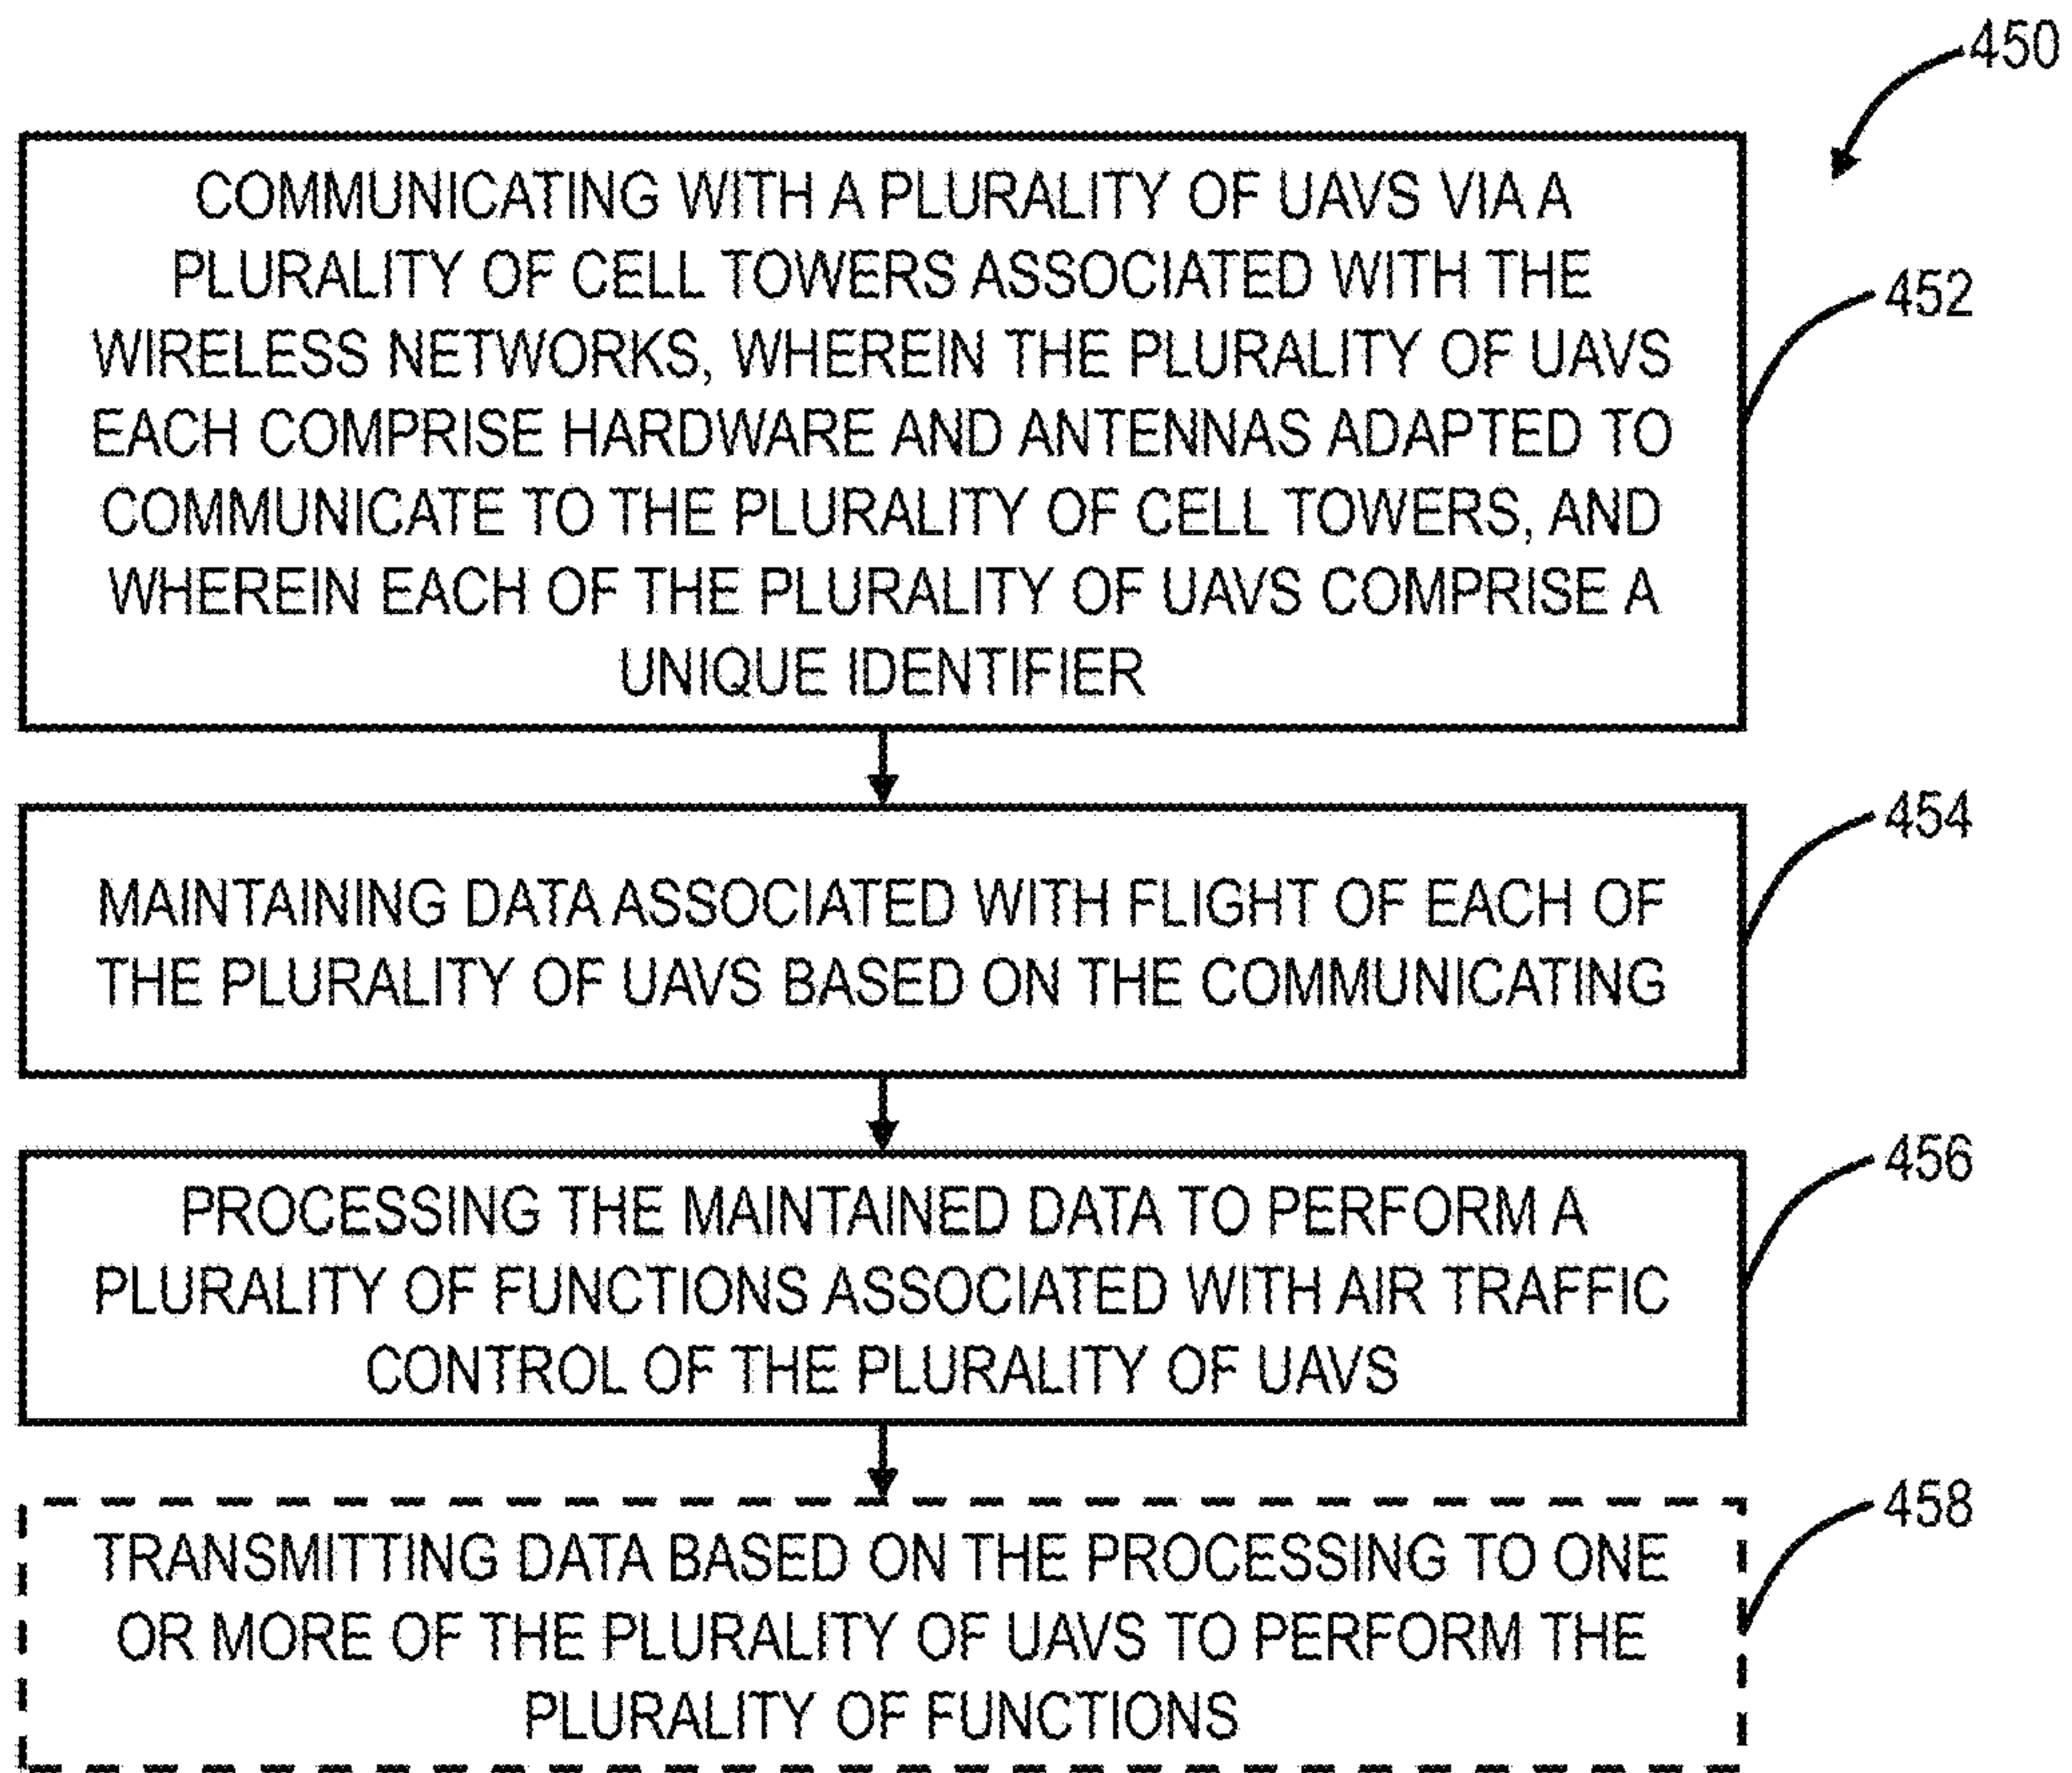 450
COMMUNICATING WITH A PLURALITY OF UAVS VIA A
PLURALITY OF CELL TOWERS ASSOCIATED WITH THE
WIRELESS NETWORKS, WHEREIN THE PLURALITY OF UAVS
EACH COMPRISE HARDWARE AND ANTENNAS ADAPTED TO
COMMUNICATE TO THE PLURALITY OF CELL TOWERS, AND
WHEREIN EACH OF THE PLURALITY OF UAVS COMPRISE A
UNIQUE IDENTIFIER
452
MAINTAINING DATA ASSOCIATED WITH FLIGHT OF EACH OF
THE PLURALITY OF UAVS BASED ON THE COMMUNICATING
454
PROCESSING THE MAINTAINED DATA TO PERFORM A
PLURALITY OF FUNCTIONS ASSOCIATED WITH AIR TRAFFIC
CONTROL OF THE PLURALITY OF UAVS
456
TRANSMITTING DATA BASED ON THE PROCESSING TO ONE
OR MORE OF THE PLURALITY OF UAVS TO PERFORM THE
PLURALITY OF FUNCTIONS
458